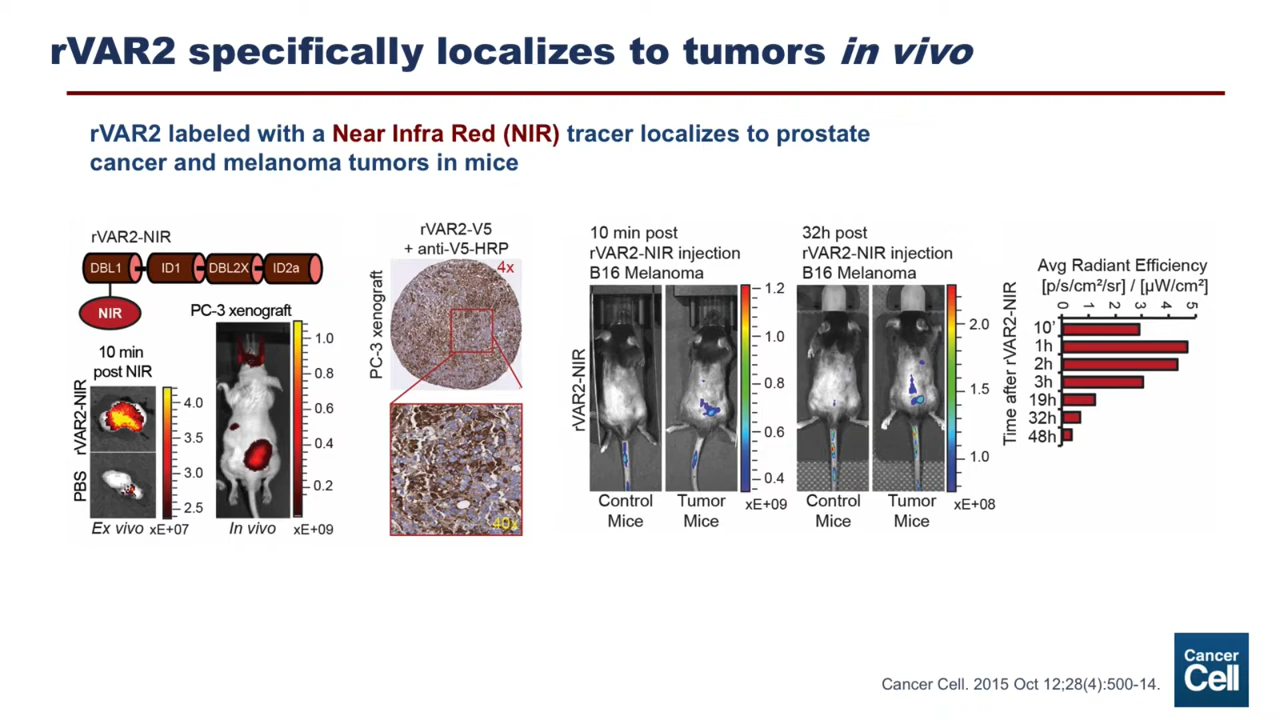 rVAR2 specifically localizes to tumors in vivo
rVAR2 labeled with a Near Infra Red (NIR) tracer localizes to prostate
cancer and melanoma tumors in mice
rVAR2-NIR
DBL1
ID1
DBL2X
ID2a
NIR
10 min
post NIR
rVAR2-NIR
PBS
4.0
3.5
3.0
2.5
Ex vivo
xE+07
PC-3 xenograft
1.0
0.8
0.6
0.4
0.2
In vivo
xE+09
rVAR2-V5
+ anti-V5-HRP
PC-3 xenograft
4x
40x
10 min post
rVAR2-NIR injection
B16 Melanoma
rVAR2-NIR
1.2
1.0
0.8
0.6
0.4
Control
Mice
Tumor
Mice
xE+09
32h post
rVAR2-NIR injection
B16 Melanoma
2.0
1.5
1.0
Control
Mice
Tumor
Mice
xE+08
Avg Radiant Efficiency
[p/s/cm²/sr] / [µW/cm²]
0 1 2 3 4 5
Time after rVAR2-NIR
10'
1h
2h
3h
19h
32h
48h
Cancer Cell. 2015 Oct 12;28(4):500-14.
Cancer
Cell